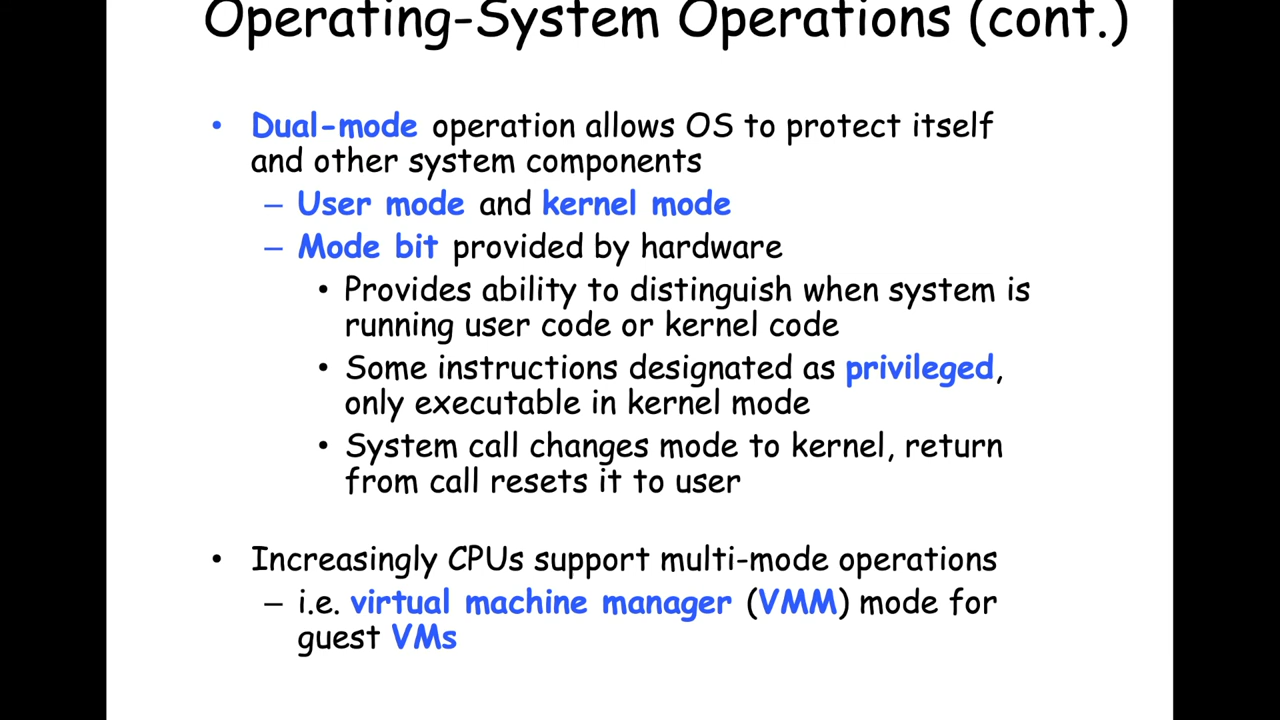 Operating-System Operations (cont.)
• Dual-mode operation allows OS to protect itself
and other system components
– User mode and kernel mode
– Mode bit provided by hardware
• Provides ability to distinguish when system is
running user code or kernel code
• Some instructions designated as privileged,
only executable in kernel mode
• System call changes mode to kernel, return
from call resets it to user
• Increasingly CPUs support multi-mode operations
– i.e. virtual machine manager (VMM) mode for
guest VMs